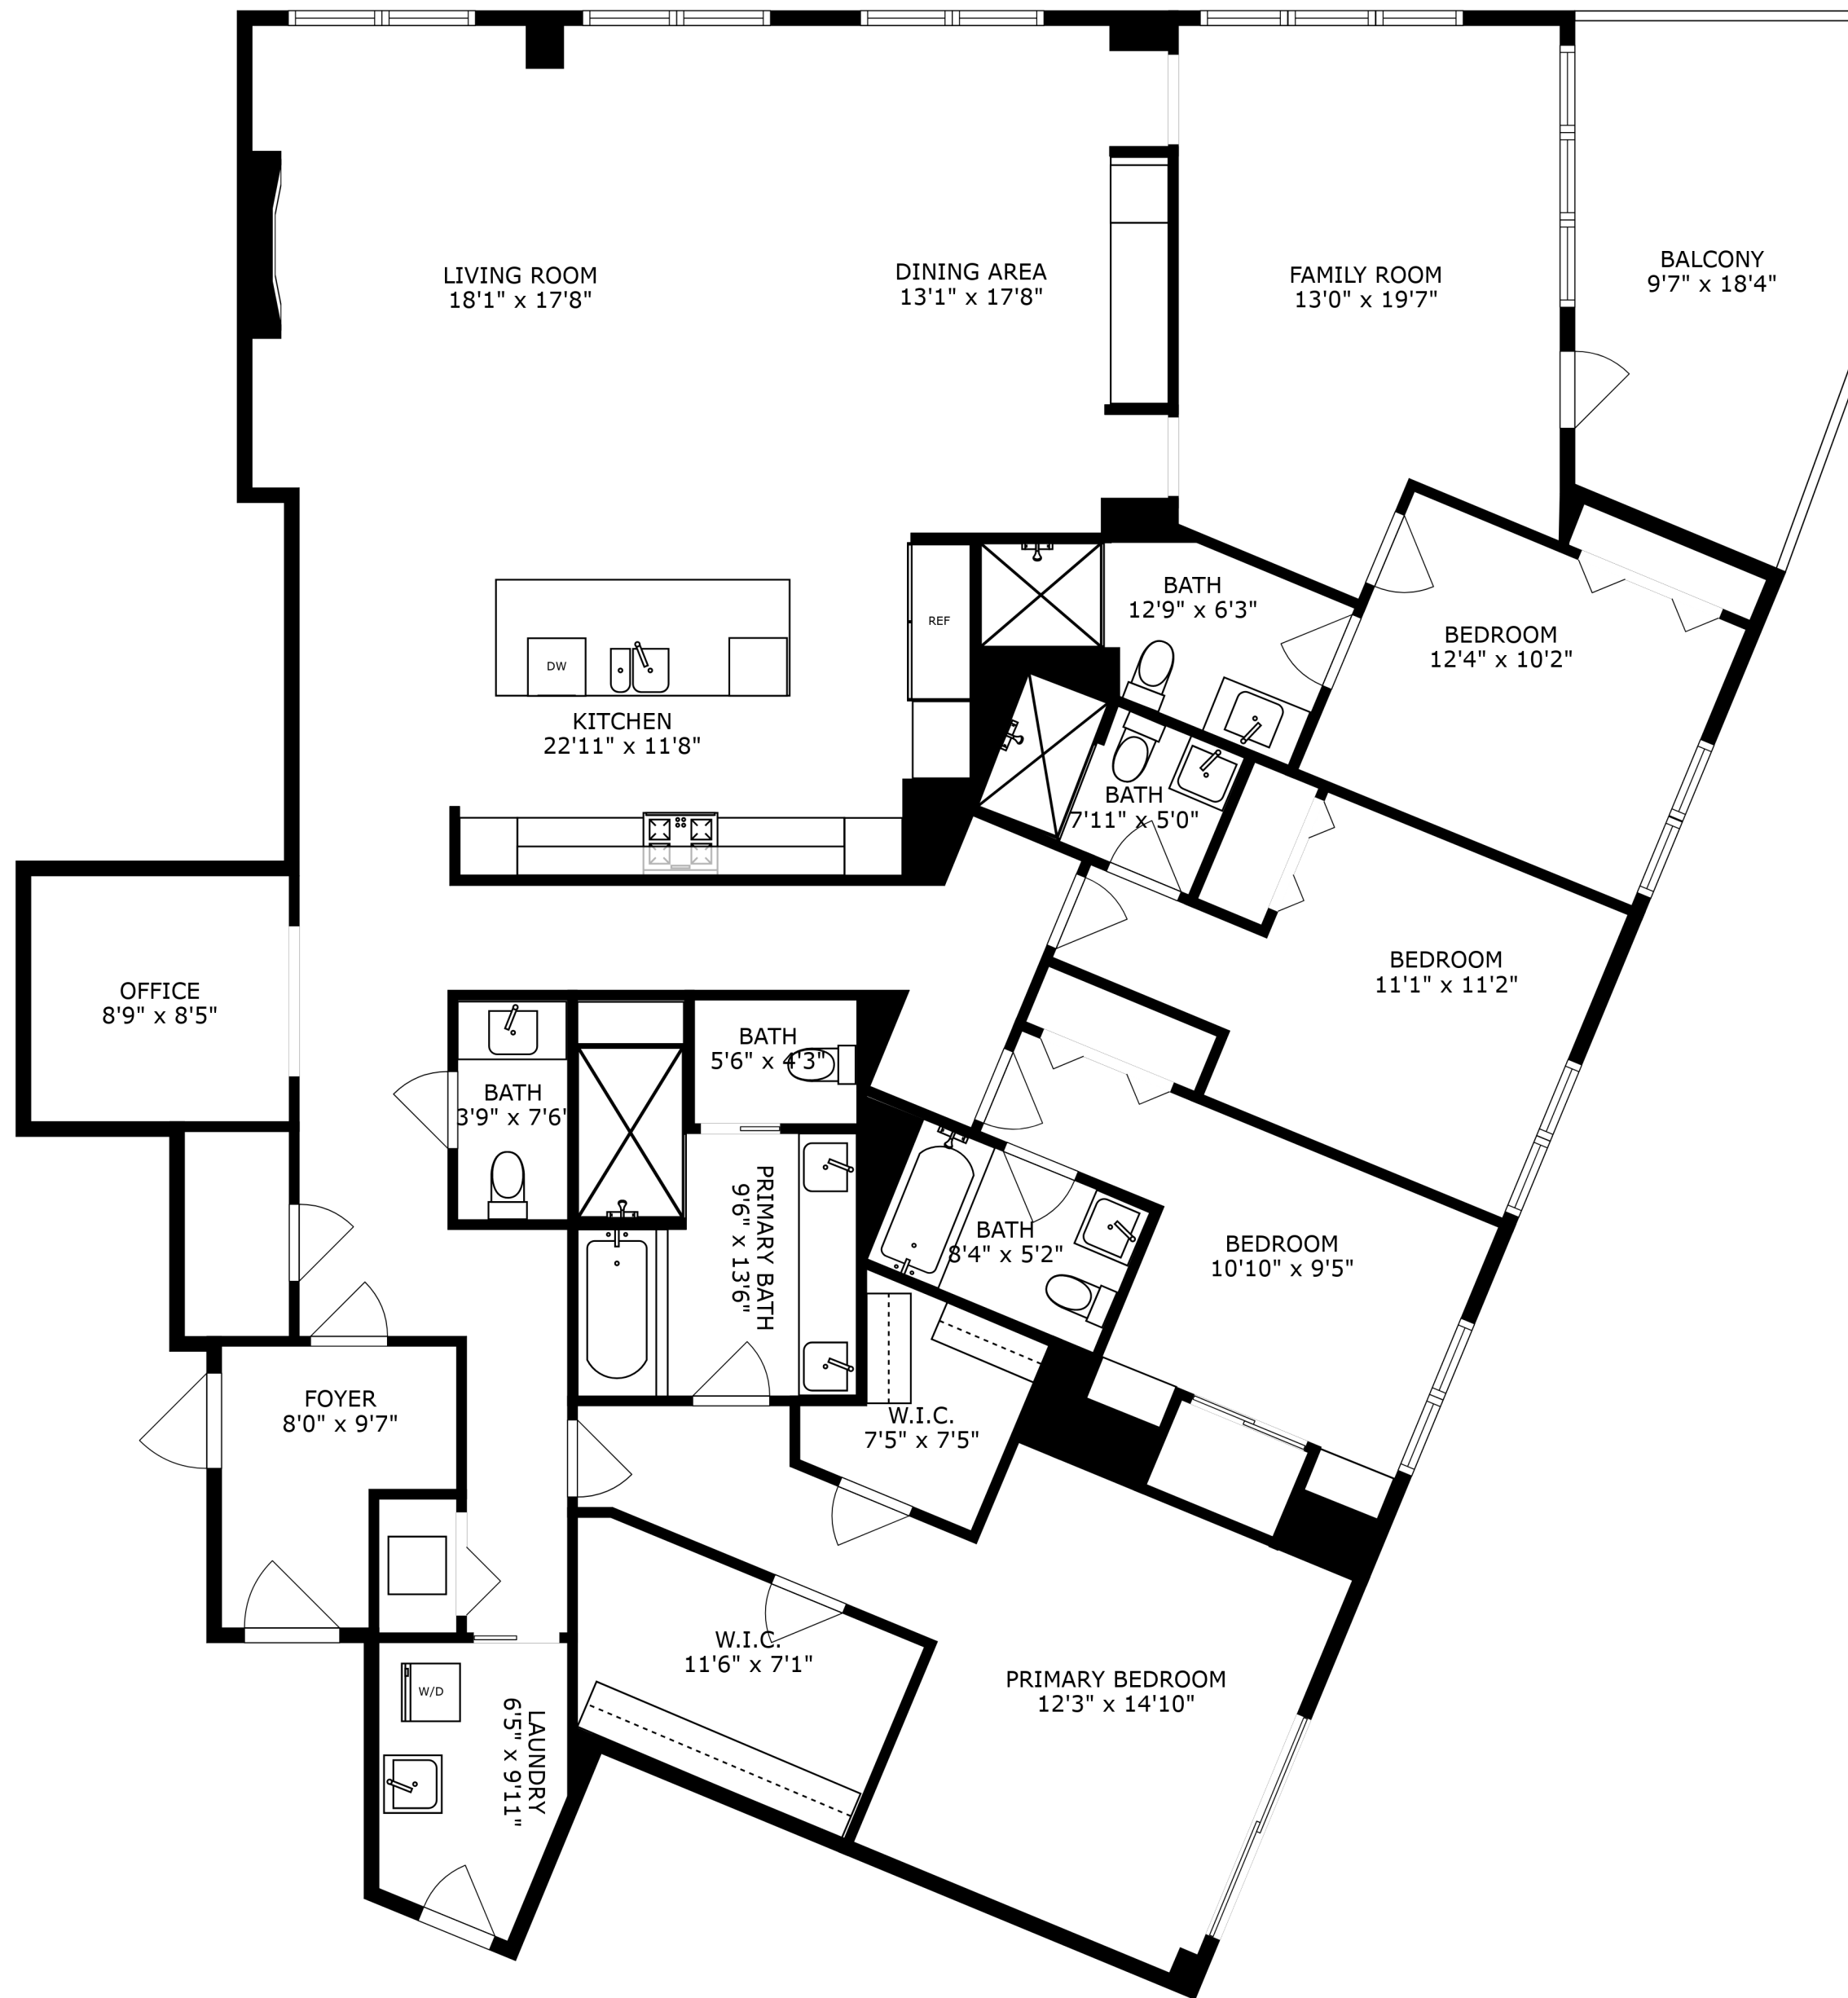 LIVING ROOM
18'1" x 17'8"
DINING AREA
13'1" x 17'8"
FAMILY ROOM
13'0" x 19'7"
BALCONY
9'7" x 18'4"
BATH
12'9" x 6'3"
REF
BEDROOM
12'4" x 10'2"
DW
KITCHEN
22'11" x 11'8"
BATH
7'11" x 5'0"
BEDROOM
11'1" x 11'2"
OFFICE
8'9" x 8'5"
BATH
5'6" x 4'3"
BATH
3'9" x 7'6"
PRIMARY BATH
9'6" x 13'6"
BATH
8'4" x 5'2"
BEDROOM
10'10" x 9'5"
FOYER
8'0" x 9'7"
W.I.C.
7'5" x 7'5"
W.I.C.
11'6" x 7'1"
PRIMARY BEDROOM
12'3" x 14'10"
W/D
LAUNDRY
6'5" x 9'11"